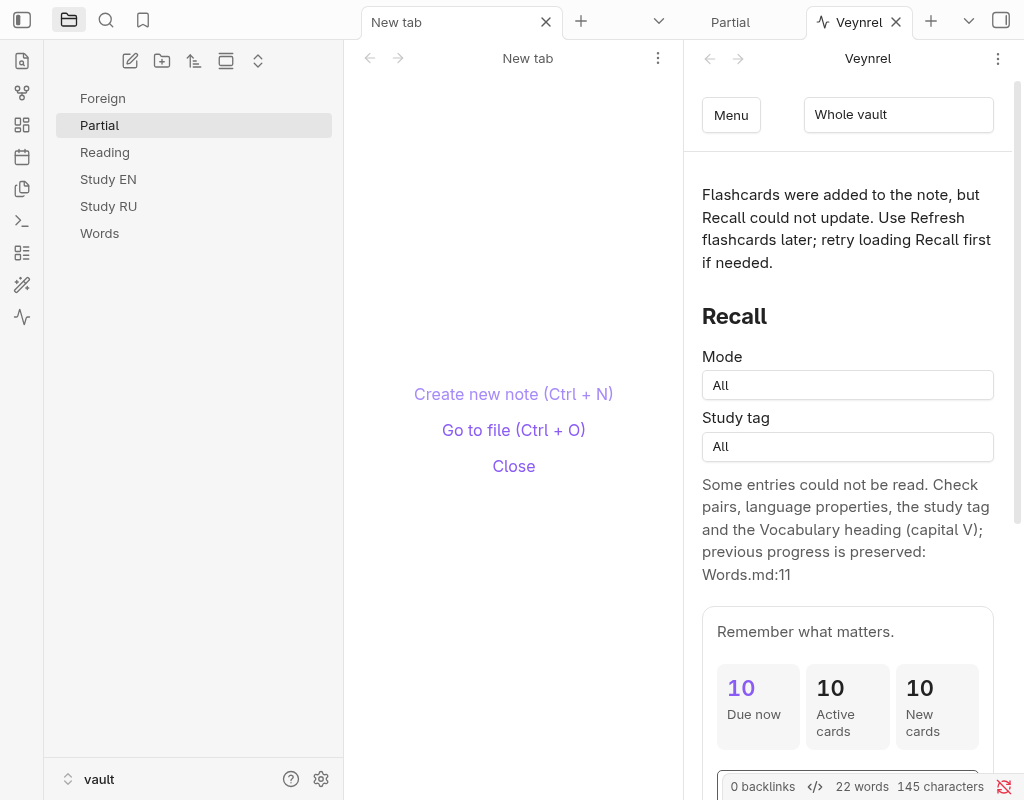 New tab
Partial
Veynrel
Foreign
Partial
Reading
Study EN
Study RU
Words
vault
New tab
Create new note (Ctrl + N)
Go to file (Ctrl + O)
Close
Veynrel
Menu
Whole vault
Flashcards were added to the note, but
Recall could not update. Use Refresh
flashcards later; retry loading Recall first
if needed.
Recall
Mode
All
Study tag
All
Some entries could not be read. Check
pairs, language properties, the study tag
and the Vocabulary heading (capital V);
previous progress is preserved:
Words.md:11
Remember what matters.
10
Due now
10
Active
cards
10
New
cards
0 backlinks
22 words
145 characters